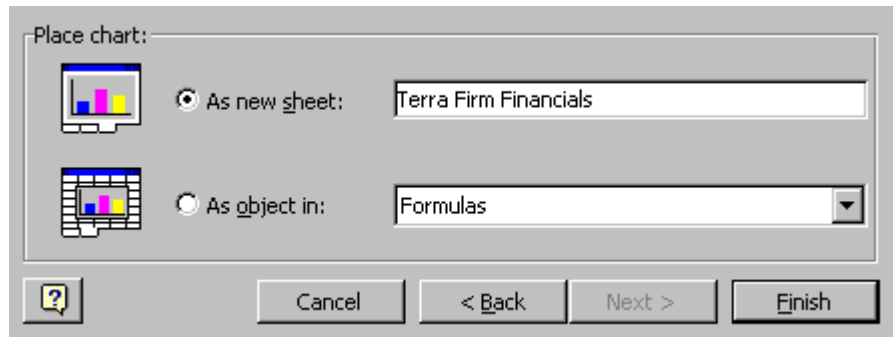 Place chart:
As new sheet: Terra Firm Financials
As object in: Formulas
? Cancel < Back Next > Finish